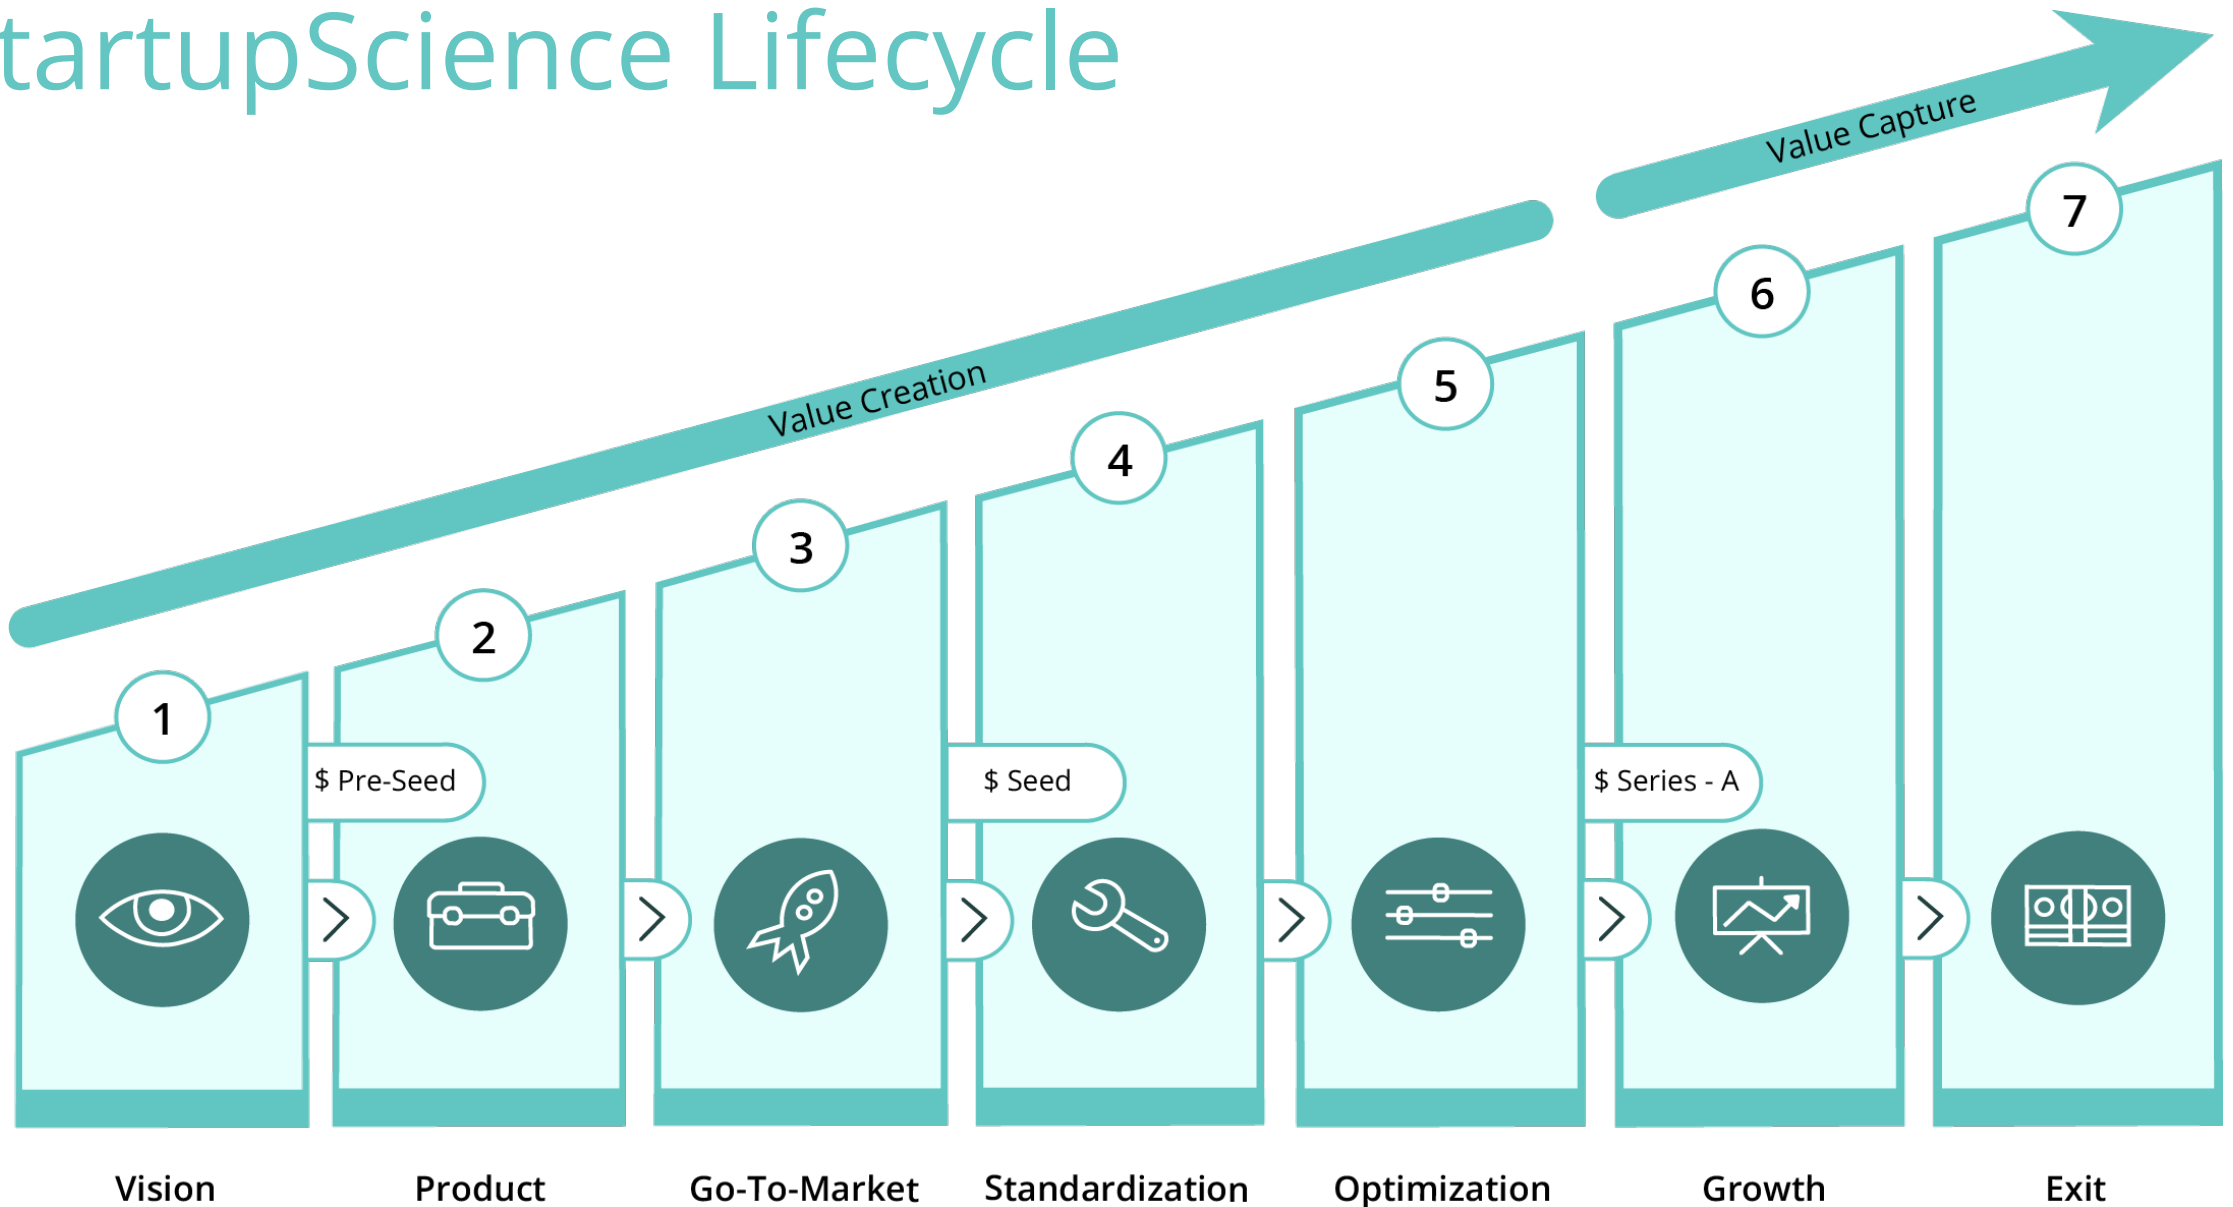 tartupScience Lifecycle
Value Capture
Value Creation
1
2
3
4
5
6
7
$ Pre-Seed
$ Seed
$ Series - A
Vision
Product
Go-To-Market
Standardization
Optimization
Growth
Exit